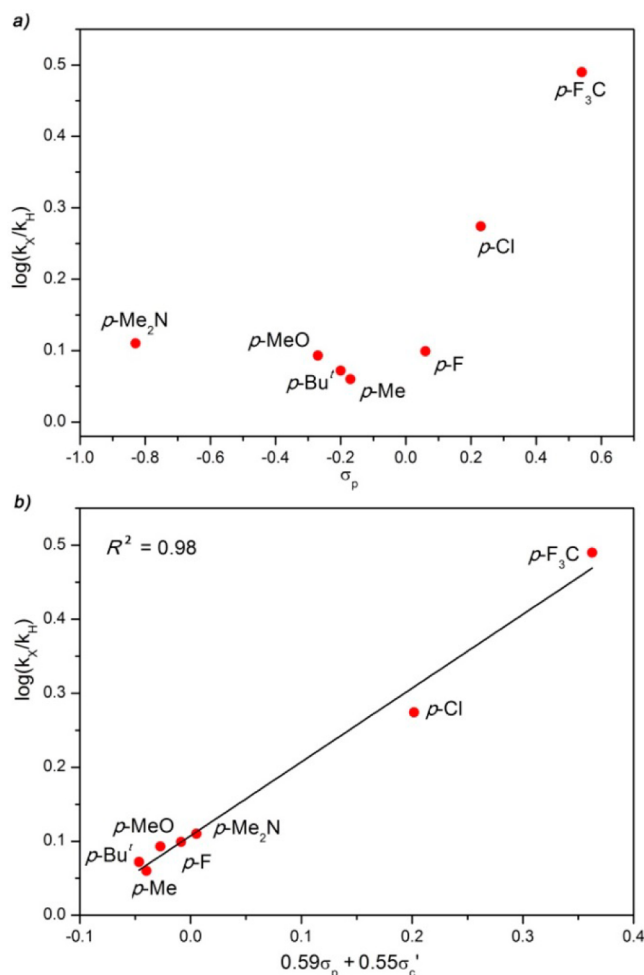 a)
0.5
0.4
0.3
0.2
0.1
0.0
log(kX/kH)
p-F3C
p-Cl
p-Me2N
p-MeO
p-F
p-Buᵗ
p-Me
-1.0 -0.8 -0.6 -0.4 -0.2 0.0 0.2 0.4 0.6
σp
b)
0.5
0.4
0.3
0.2
0.1
0.0
log(kX/kH)
R² = 0.98
p-F3C
p-Cl
p-MeO
p-Me2N
p-Buᵗ
p-F
p-Me
-0.1 0.0 0.1 0.2 0.3 0.4
0.59σp + 0.55σc'